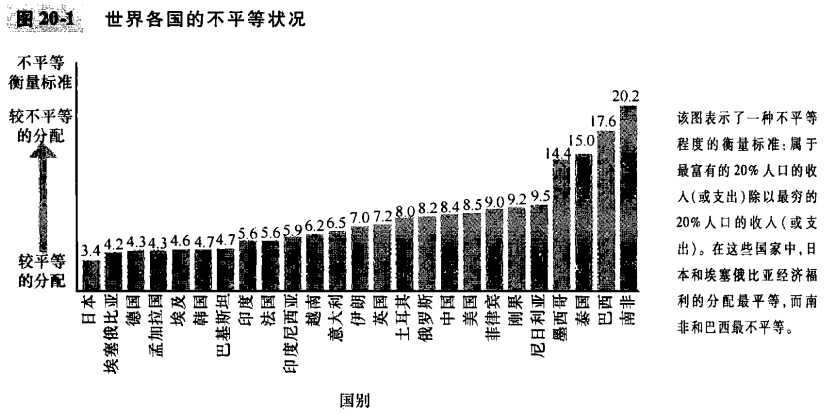 图 20-1 世界各国的不平等状况
不平等
衡量标准
较不平等
的分配
较平等
的分配
3.4 4.2 4.3 4.3 4.6 4.7 4.7 5.6 5.6 5.9 6.2 6.5 7.0 7.2 8.0 8.2 8.4 8.5 9.0 9.2 9.5 14.4 15.0 17.6 20.2
日本
埃塞俄比亚
德国
孟加拉国
埃及
韩国
巴基斯坦
印度
法国
印度尼西亚
越南
意大利
伊朗
英国
土耳其
俄罗斯
中国
美国
菲律宾
刚果
尼日利亚
墨西哥
泰国
巴西
南非
国别
该图表示了一种不平等
程度的衡量标准:属于
最富有的20%人口的收
入(或支出)除以最穷的
20%人口的收入(或支
出)。在这些国家中,日
本和埃塞俄比亚经济福
利的分配最平等,而南
非和巴西最不平等。